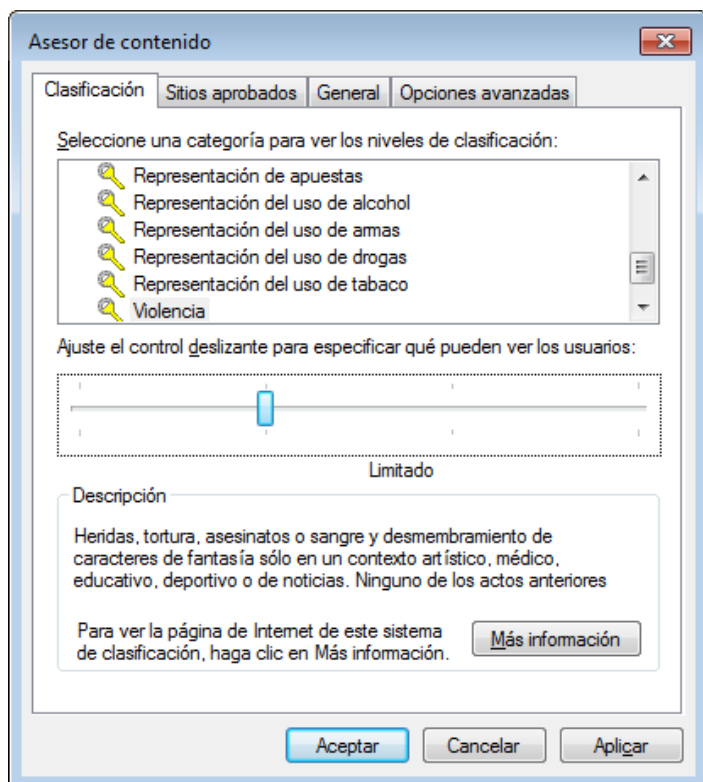 Asesor de contenido
Clasificación
Sitios aprobados
General
Opciones avanzadas
Seleccione una categoría para ver los niveles de clasificación:
Representación de apuestas
Representación del uso de alcohol
Representación del uso de armas
Representación del uso de drogas
Representación del uso de tabaco
Violencia
Ajuste el control deslizante para especificar qué pueden ver los usuarios:
Limitado
Descripción
Heridas, tortura, asesinatos o sangre y desmembramiento de
caracteres de fantasía sólo en un contexto artístico, médico,
educativo, deportivo o de noticias. Ninguno de los actos anteriores
Para ver la página de Internet de este sistema
de clasificación, haga clic en Más información.
Más información
Aceptar
Cancelar
Aplicar